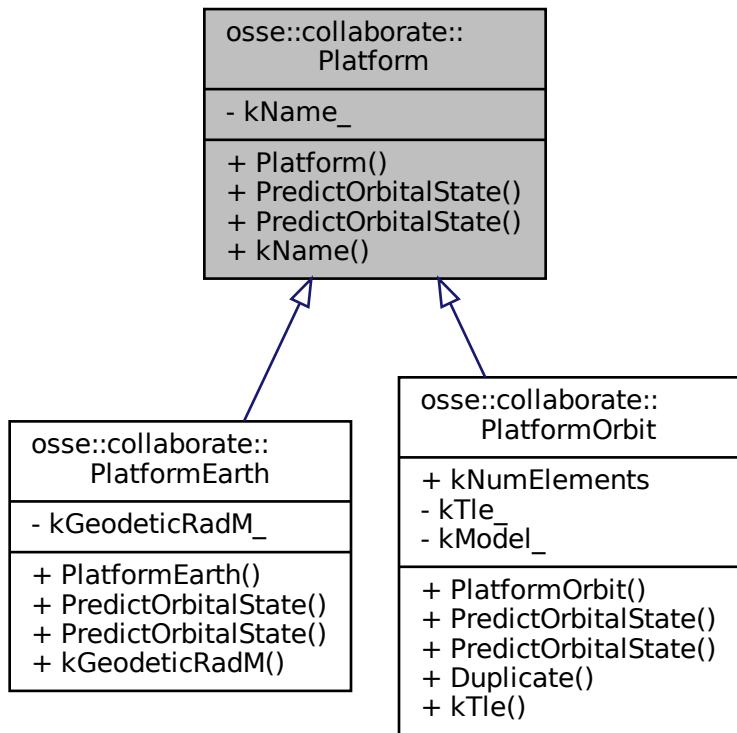 osse::collaborate::
Platform
- kName_
+ Platform()
+ PredictOrbitalState()
+ PredictOrbitalState()
+ kName()
osse::collaborate::
PlatformEarth
- kGeodeticRadM_
+ PlatformEarth()
+ PredictOrbitalState()
+ PredictOrbitalState()
+ kGeodeticRadM()
osse::collaborate::
PlatformOrbit
+ kNumElements
- kTle_
- kModel_
+ PlatformOrbit()
+ PredictOrbitalState()
+ PredictOrbitalState()
+ Duplicate()
+ kTle()